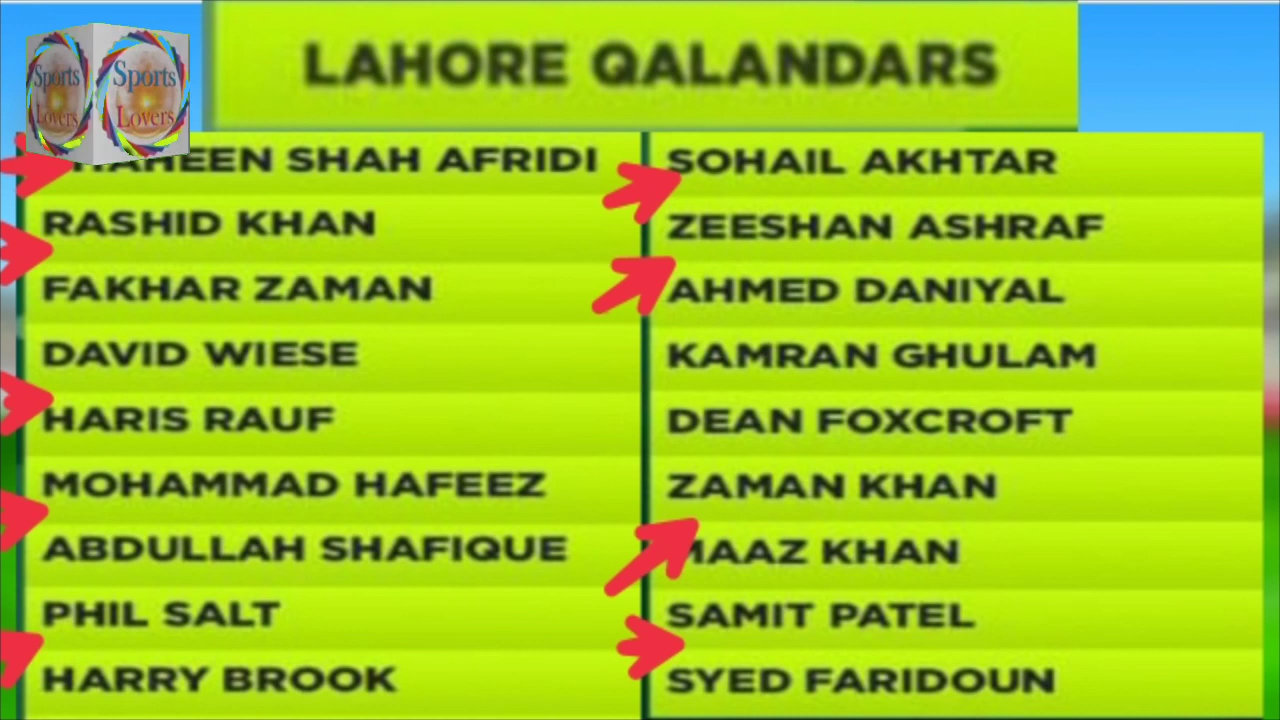 LAHORE QALANDARS
Sports
Lovers
Sports
Lovers
SHAH AFRIDI
RASHID KHAN
FAKHAR ZAMAN
DAVID WIESE
HARIS RAUF
MOHAMMAD HAFEEZ
ABDULLAH SHAFIQUE
PHIL SALT
HARRY BROOK
SOHAIL AKHTAR
ZEESHAN ASHRAF
AHMED DANIYAL
KAMRAN GHULAM
DEAN FOXCROFT
ZAMAN KHAN
MAAZ KHAN
SAMIT PATEL
SYED FARIDOUN